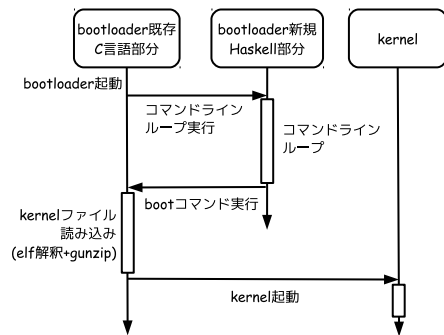 bootloader既存
C言語部分
bootloader新規
Haskell部分
kernel
bootloader起動
コマンドライン
ループ実行
コマンドライン
ループ
bootコマンド実行
kernelファイル
読み込み
(elf解釈+gunzip)
kernel起動